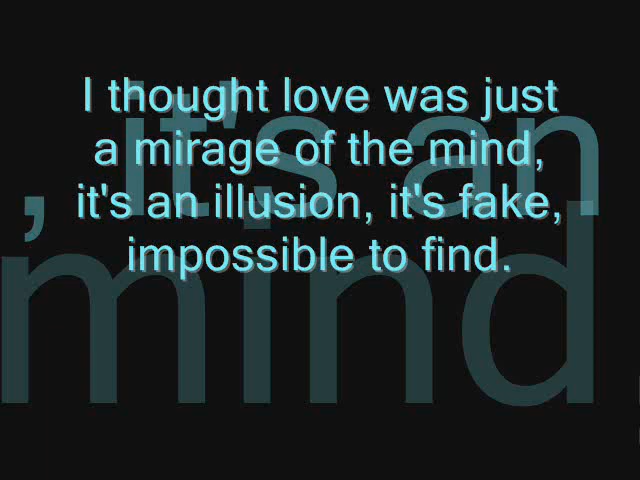 I thought love was just
a mirage of the mind,
it's an illusion, it's fake,
impossible to find.
, it's an
mind